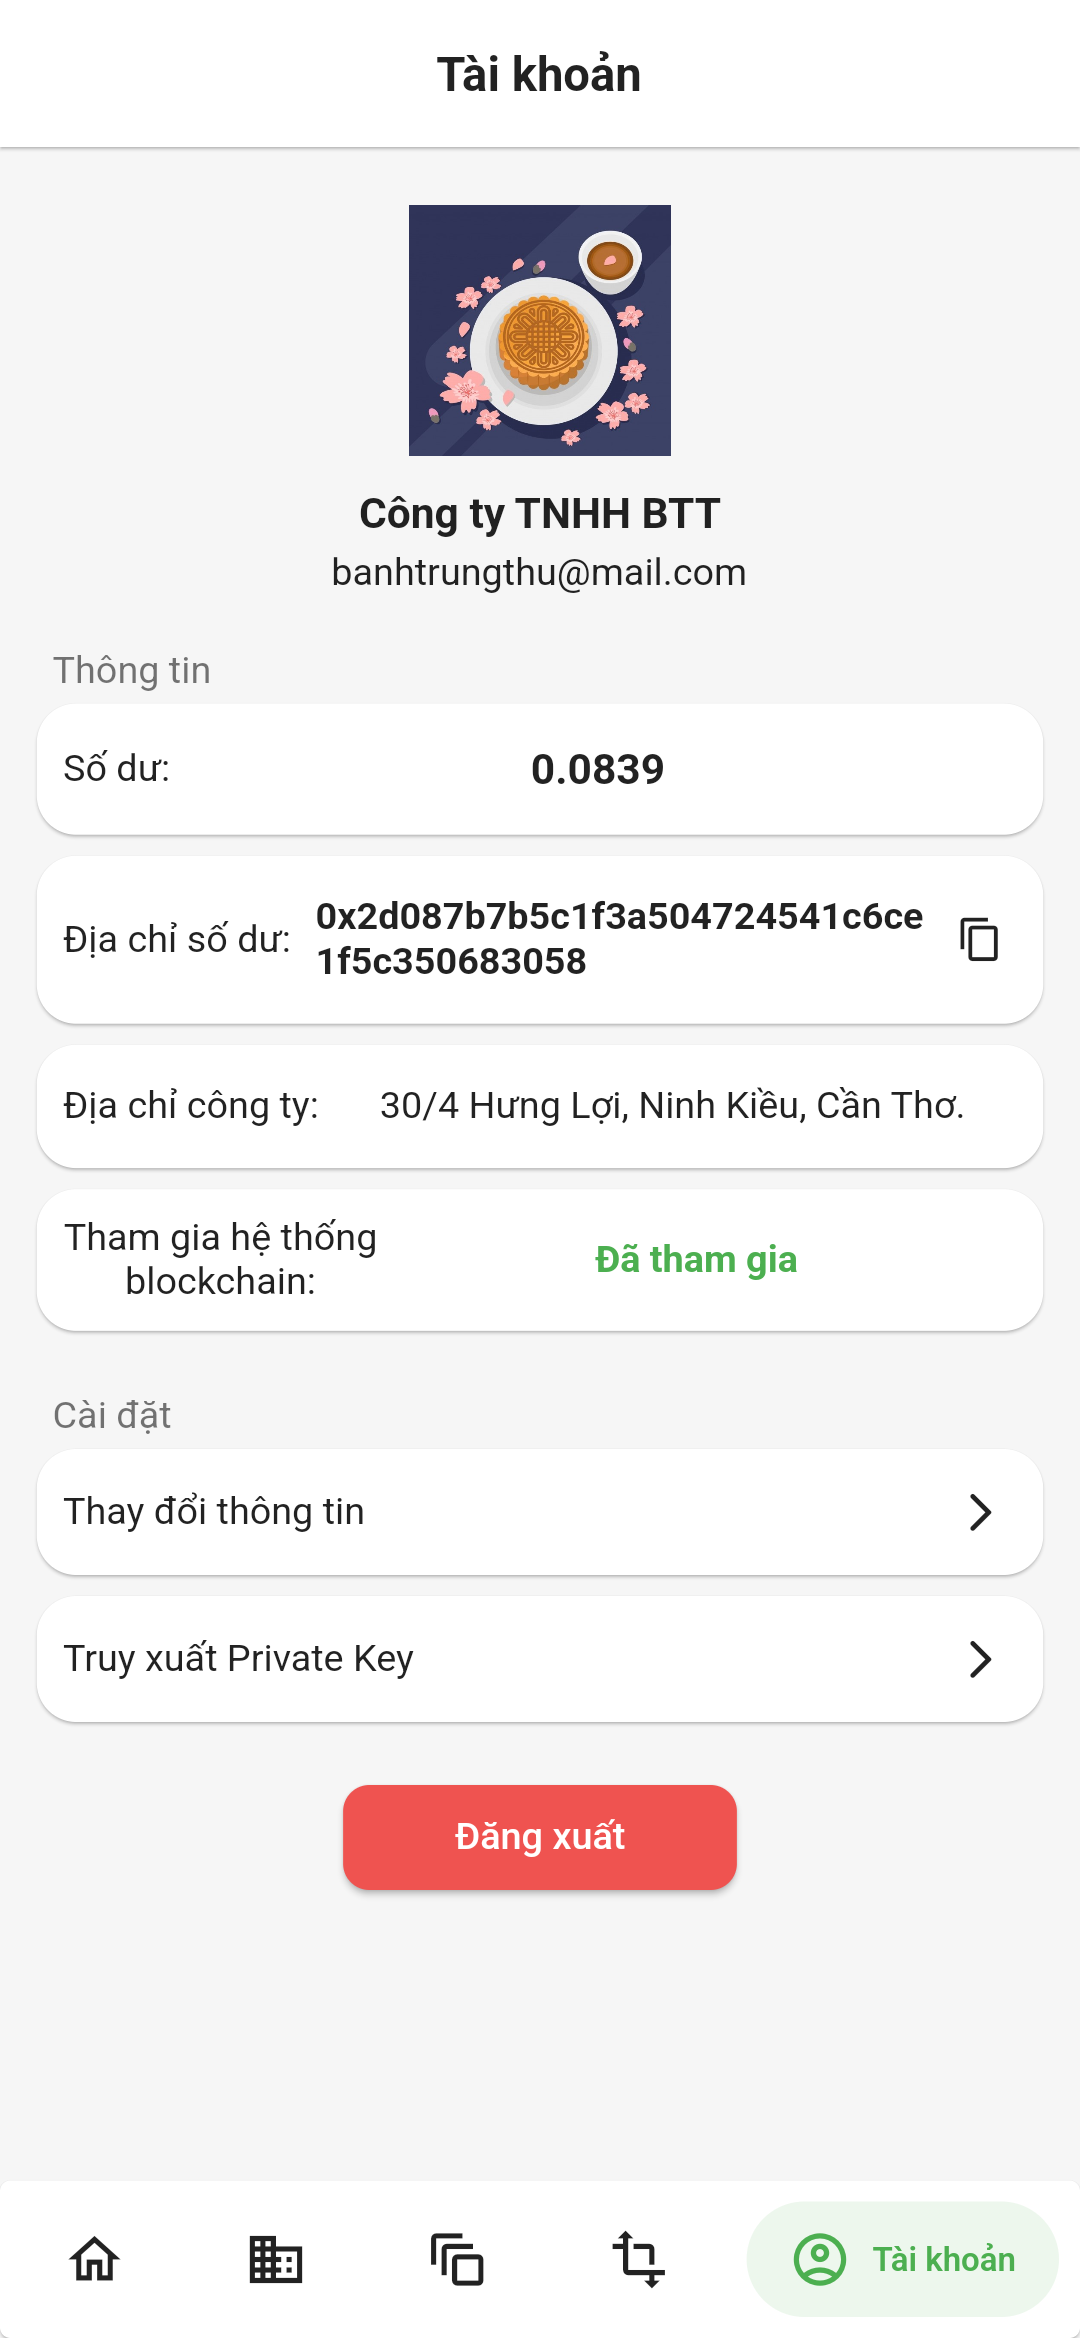 Tài khoản
Công ty TNHH BTT
banhtrungthu@mail.com
Thông tin
Số dư: 0.0839
Địa chỉ số dư: 0x2d087b7b5c1f3a504724541c6ce
1f5c350683058
Địa chỉ công ty: 30/4 Hưng Lợi, Ninh Kiều, Cần Thơ.
Tham gia hệ thống
blockchain:
Đã tham gia
Cài đặt
Thay đổi thông tin
Truy xuất Private Key
Đăng xuất
Tài khoản